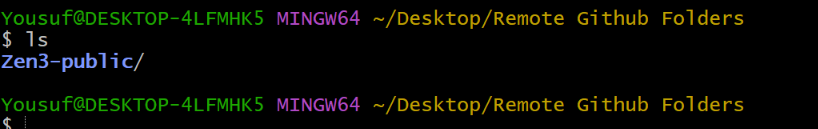 Yousuf@DESKTOP-4LFMHK5 MINGW64 ~/Desktop/Remote Github Folders
$ ls
Zen3-public/
Yousuf@DESKTOP-4LFMHK5 MINGW64 ~/Desktop/Remote Github Folders
$